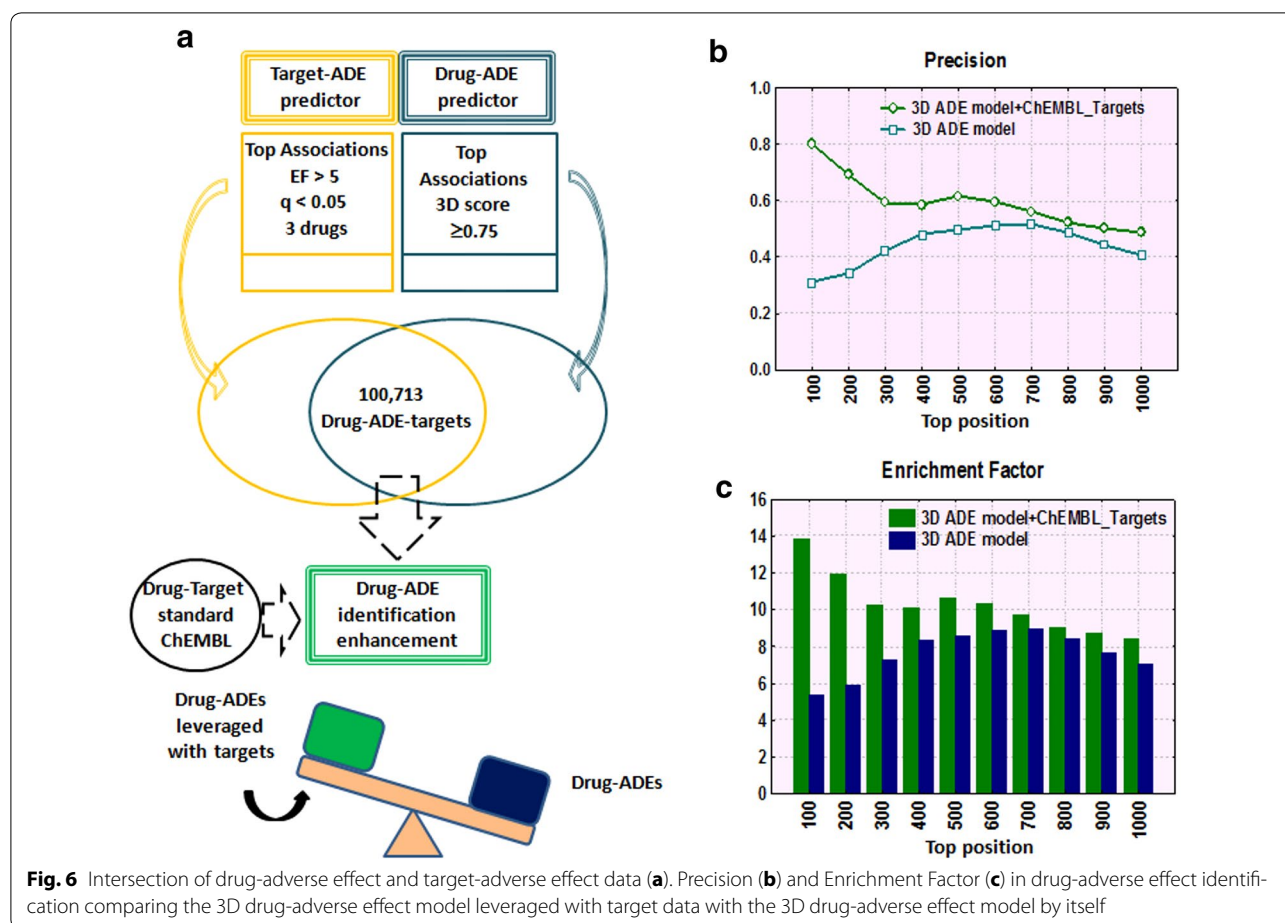 a
Target-ADE
predictor
Drug-ADE
predictor
Top Associations
EF > 5
q < 0.05
3 drugs
Top
Associations
3D score
≥0.75
100,713
Drug-ADE-targets
Drug-Target
standard
ChEMBL
Drug-ADE
identification
enhancement
Drug-ADEs
leveraged
with targets
Drug-ADEs
b
Precision
1.0
0.8
0.6
0.4
0.2
0.0
3D ADE model+ChEMBL_Targets
3D ADE model
100
200
300
400
500
600
700
800
900
1000
Top position
c
Enrichment Factor
16
14
12
10
8
6
4
2
0
3D ADE model+ChEMBL_Targets
3D ADE model
100
200
300
400
500
600
700
800
900
1000
Top position
Fig. 6 Intersection of drug-adverse effect and target-adverse effect data (a). Precision (b) and Enrichment Factor (c) in drug-adverse effect identifi-
cation comparing the 3D drug-adverse effect model leveraged with target data with the 3D drug-adverse effect model by itself